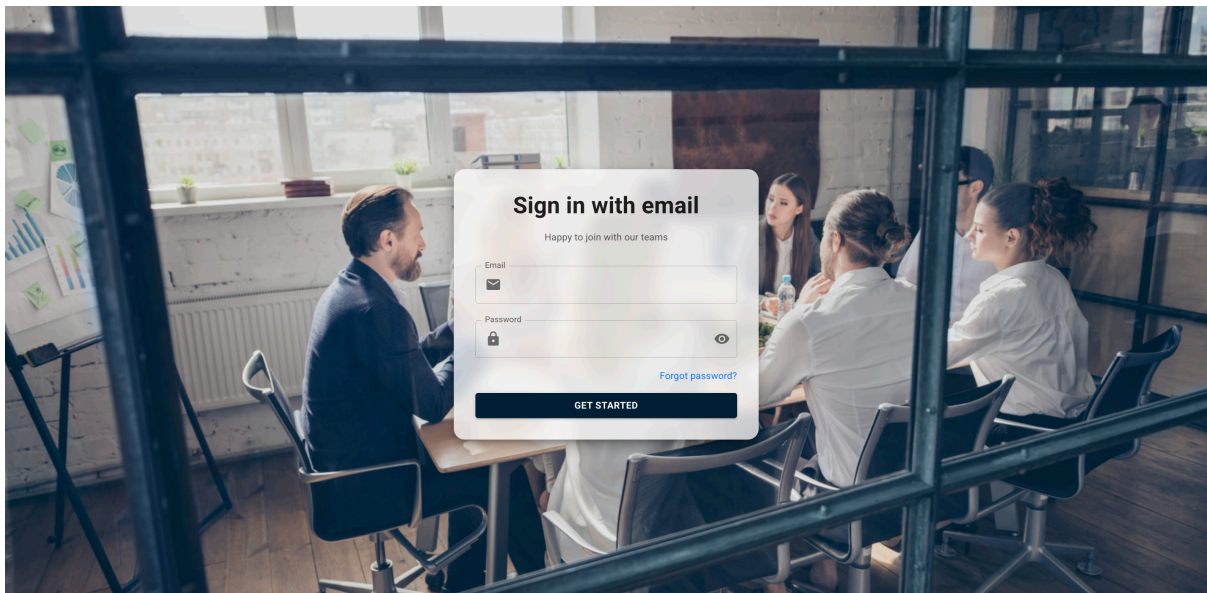 Sign in with email
Happy to join with our teams
Email
Password
Forgot password?
GET STARTED